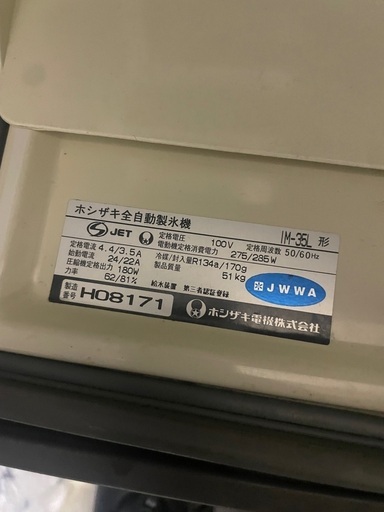 ホシザキ全自動製氷機 IM-35L 形
JET 定格電圧 100V 定格周波数 50/60Hz
定格電流 4.4/3.5A 電動機定格消費電力 275/285W
始動電流 24/22A 冷媒/封入量 R134a/170g
圧縮機定格出力 180W 製品質量 51kg
力率 62/81% 給水装置 第三者認証登録
JWWA
製造番号 H08171 ホシザキ電機株式会社